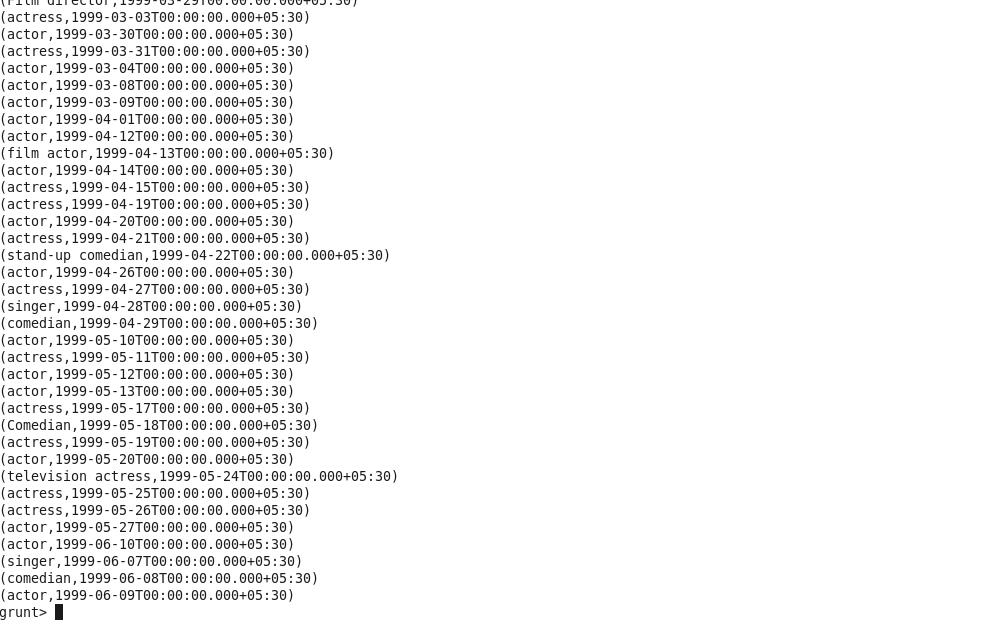 (Film director,1999-03-29T00:00:00.000+05:30)
(actress,1999-03-03T00:00:00.000+05:30)
(actor,1999-03-30T00:00:00.000+05:30)
(actress,1999-03-31T00:00:00.000+05:30)
(actor,1999-03-04T00:00:00.000+05:30)
(actor,1999-03-08T00:00:00.000+05:30)
(actor,1999-03-09T00:00:00.000+05:30)
(actor,1999-04-01T00:00:00.000+05:30)
(actor,1999-04-12T00:00:00.000+05:30)
(film actor,1999-04-13T00:00:00.000+05:30)
(actor,1999-04-14T00:00:00.000+05:30)
(actress,1999-04-15T00:00:00.000+05:30)
(actress,1999-04-19T00:00:00.000+05:30)
(actor,1999-04-20T00:00:00.000+05:30)
(actress,1999-04-21T00:00:00.000+05:30)
(stand-up comedian,1999-04-22T00:00:00.000+05:30)
(actor,1999-04-26T00:00:00.000+05:30)
(actress,1999-04-27T00:00:00.000+05:30)
(singer,1999-04-28T00:00:00.000+05:30)
(comedian,1999-04-29T00:00:00.000+05:30)
(actor,1999-05-10T00:00:00.000+05:30)
(actress,1999-05-11T00:00:00.000+05:30)
(actor,1999-05-12T00:00:00.000+05:30)
(actor,1999-05-13T00:00:00.000+05:30)
(actress,1999-05-17T00:00:00.000+05:30)
(Comedian,1999-05-18T00:00:00.000+05:30)
(actress,1999-05-19T00:00:00.000+05:30)
(actor,1999-05-20T00:00:00.000+05:30)
(television actress,1999-05-24T00:00:00.000+05:30)
(actress,1999-05-25T00:00:00.000+05:30)
(actress,1999-05-26T00:00:00.000+05:30)
(actor,1999-05-27T00:00:00.000+05:30)
(actor,1999-06-10T00:00:00.000+05:30)
(singer,1999-06-07T00:00:00.000+05:30)
(comedian,1999-06-08T00:00:00.000+05:30)
(actor,1999-06-09T00:00:00.000+05:30)
grunt>